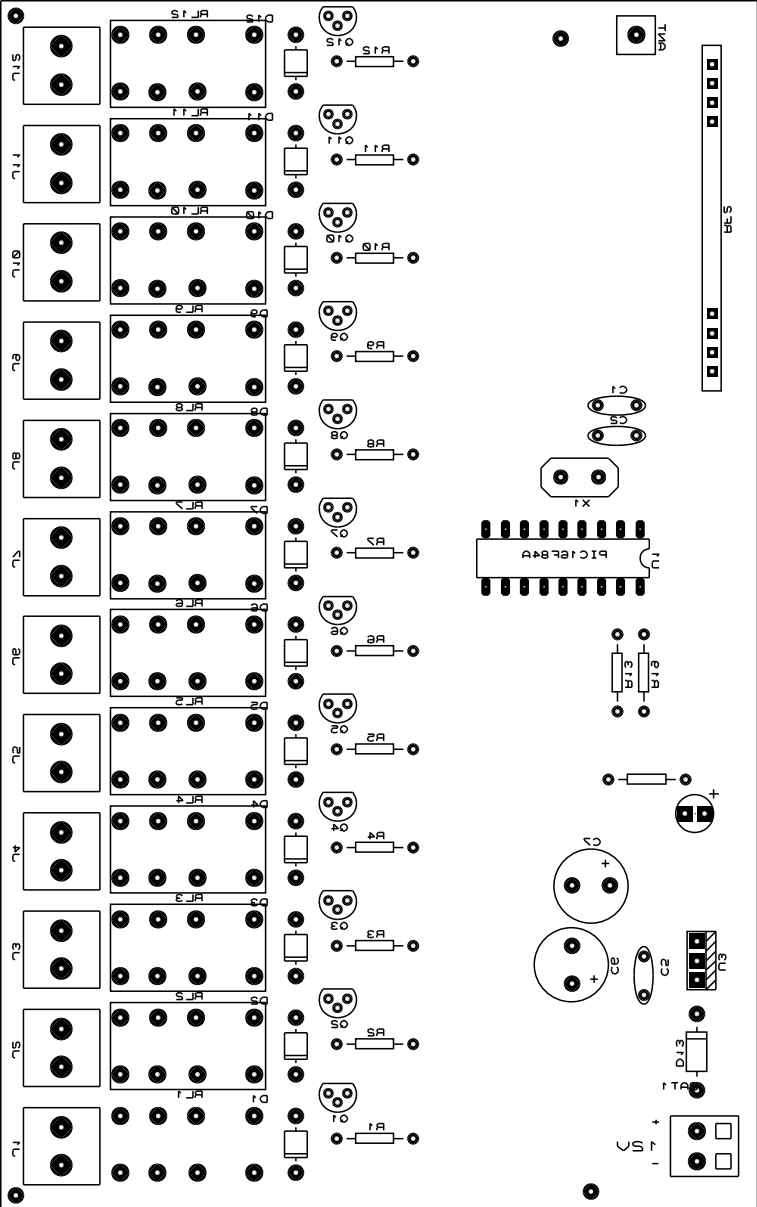 RL12 D12 Q12 R12 J12
ANT
RL11 D11 Q11 R11 J11
RL10 D10 Q10 R10 J10
RL9 D9 Q9 R9 J9
RL8 D8 Q8 R8 J8
C1
C2
X1
RL7 D7 Q7 R7 J7
PIC16F84A U1
RL6 D6 Q6 R6 J6
R13 R19
RL5 D5 Q5 R5 J5
+
RL4 D4 Q4 R4 J4
C7
+
RL3 D3 Q3 R3 J3
C6 C5 U3
+
RL2 D2 Q2 R2 J2
D13
BAT1
RL1 D1 Q1 R1 J1
+
-